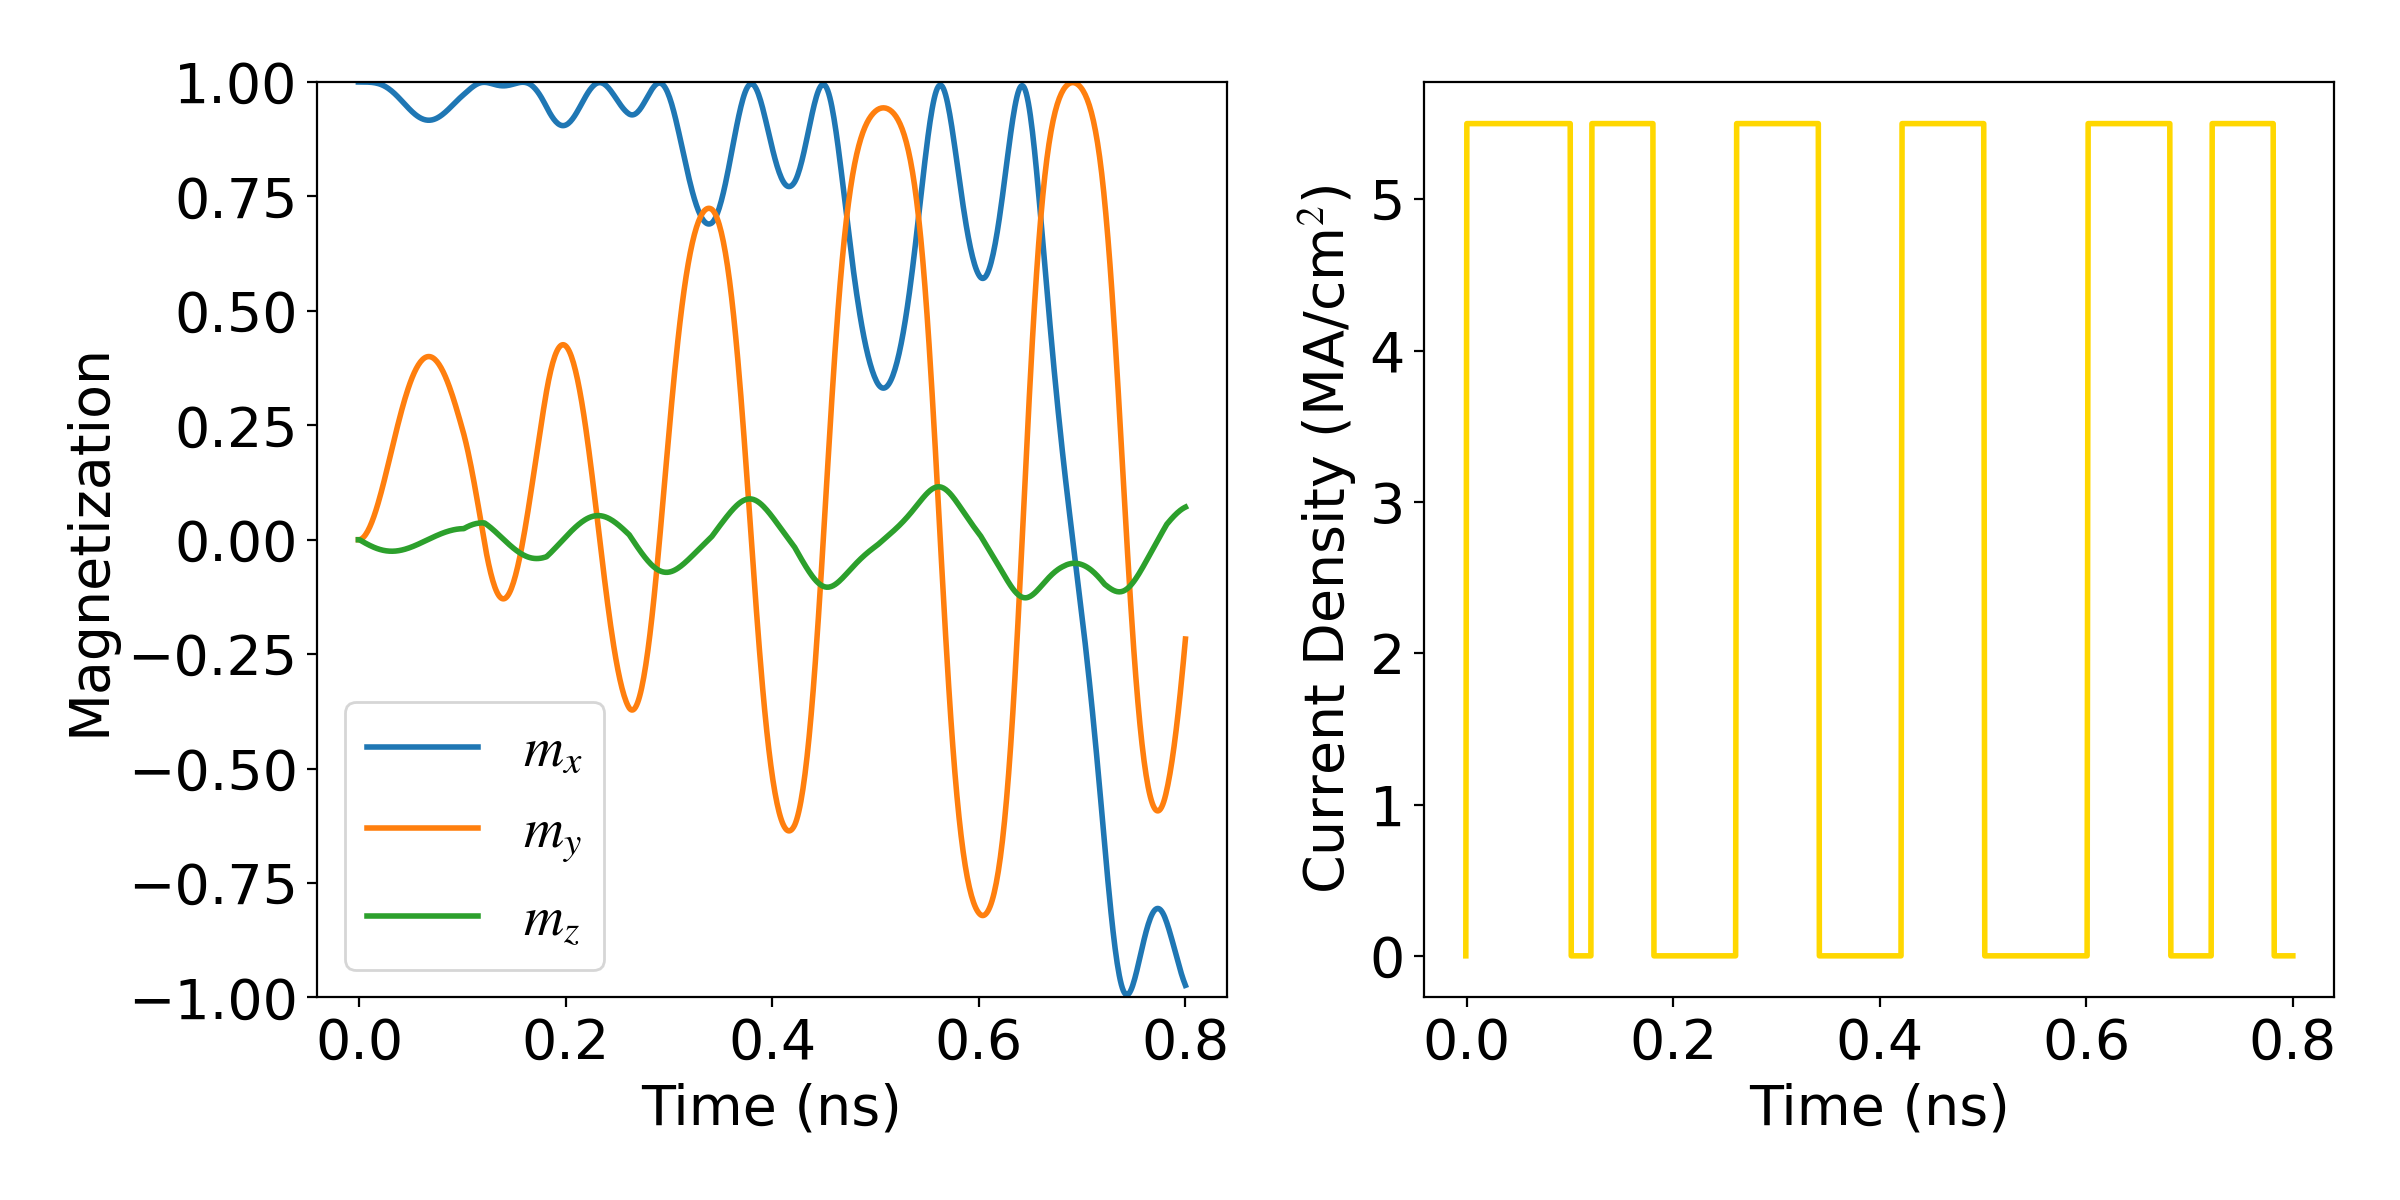 Magnetization
1.00
0.75
0.50
0.25
0.00
−0.25
−0.50
−0.75
−1.00
m_x
m_y
m_z
0.0 0.2 0.4 0.6 0.8
Time (ns)
Current Density (MA/cm²)
5
4
3
2
1
0
0.0 0.2 0.4 0.6 0.8
Time (ns)